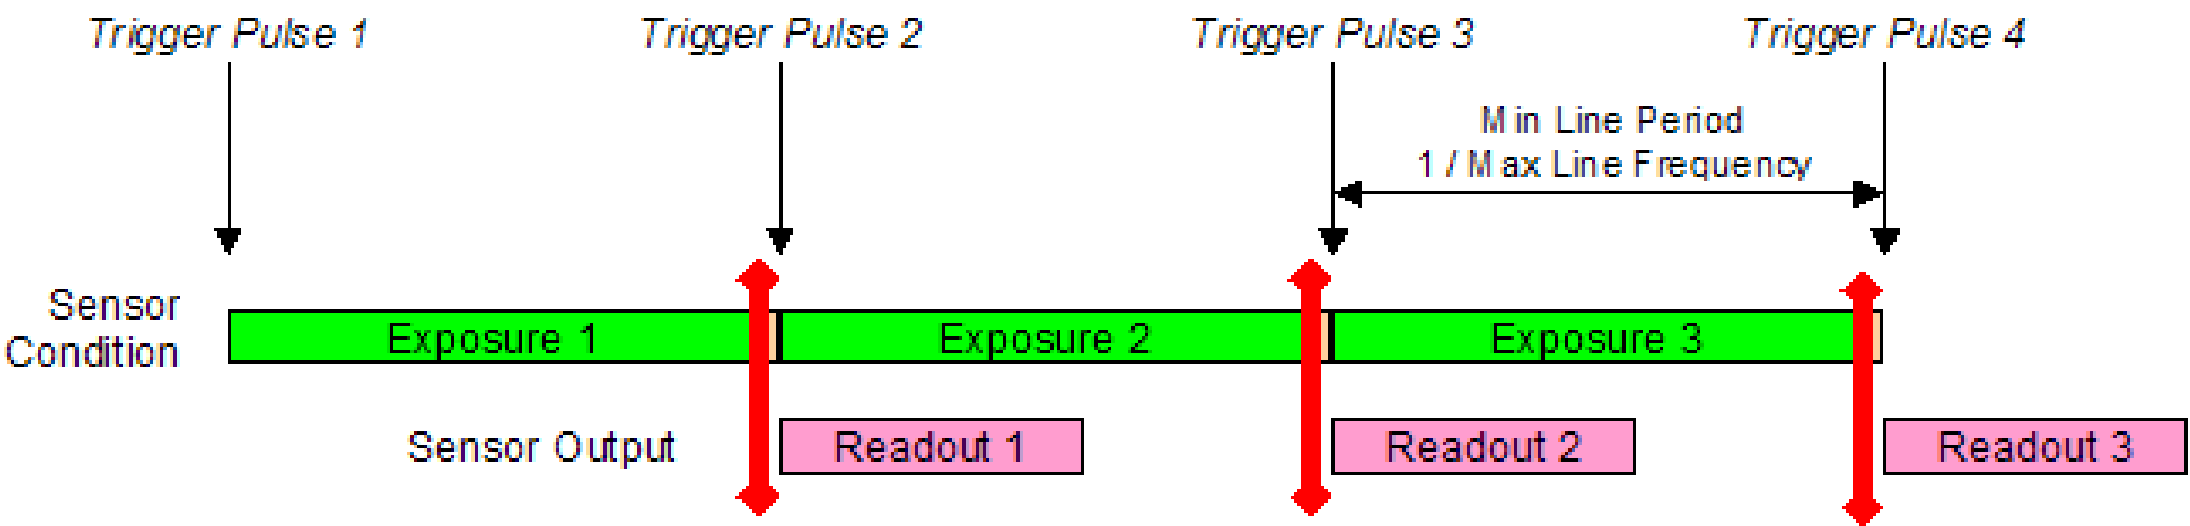 Trigger Pulse 1
Trigger Pulse 2
Trigger Pulse 3
Trigger Pulse 4
Min Line Period
1 / Max Line Frequency
Sensor
Condition
Exposure 1
Exposure 2
Exposure 3
Sensor Output
Readout 1
Readout 2
Readout 3